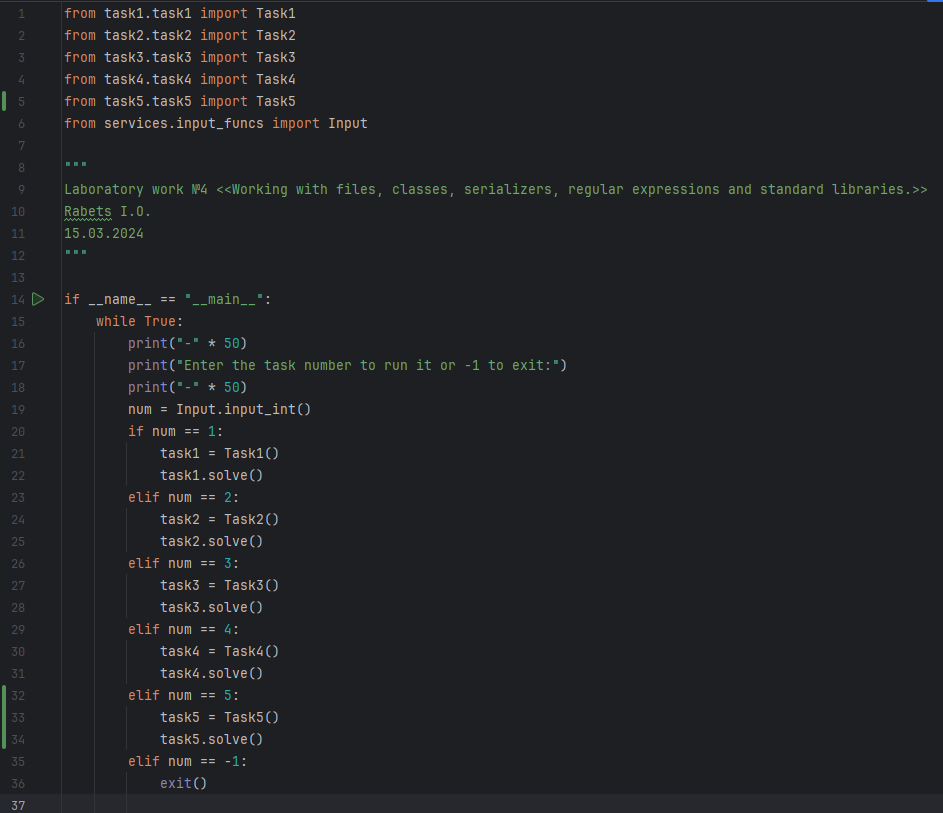 1 from task1.task1 import Task1
2 from task2.task2 import Task2
3 from task3.task3 import Task3
4 from task4.task4 import Task4
5 from task5.task5 import Task5
6 from services.input_funcs import Input
7
8 """
9 Laboratory work №4 <<Working with files, classes, serializers, regular expressions and standard libraries.>>
10 Rabets I.O.
11 15.03.2024
12 """
13
14 if __name__ == "__main__":
15     while True:
16         print("-" * 50)
17         print("Enter the task number to run it or -1 to exit:")
18         print("-" * 50)
19         num = Input.input_int()
20         if num == 1:
21             task1 = Task1()
22             task1.solve()
23         elif num == 2:
24             task2 = Task2()
25             task2.solve()
26         elif num == 3:
27             task3 = Task3()
28             task3.solve()
29         elif num == 4:
30             task4 = Task4()
31             task4.solve()
32         elif num == 5:
33             task5 = Task5()
34             task5.solve()
35         elif num == -1:
36             exit()
37